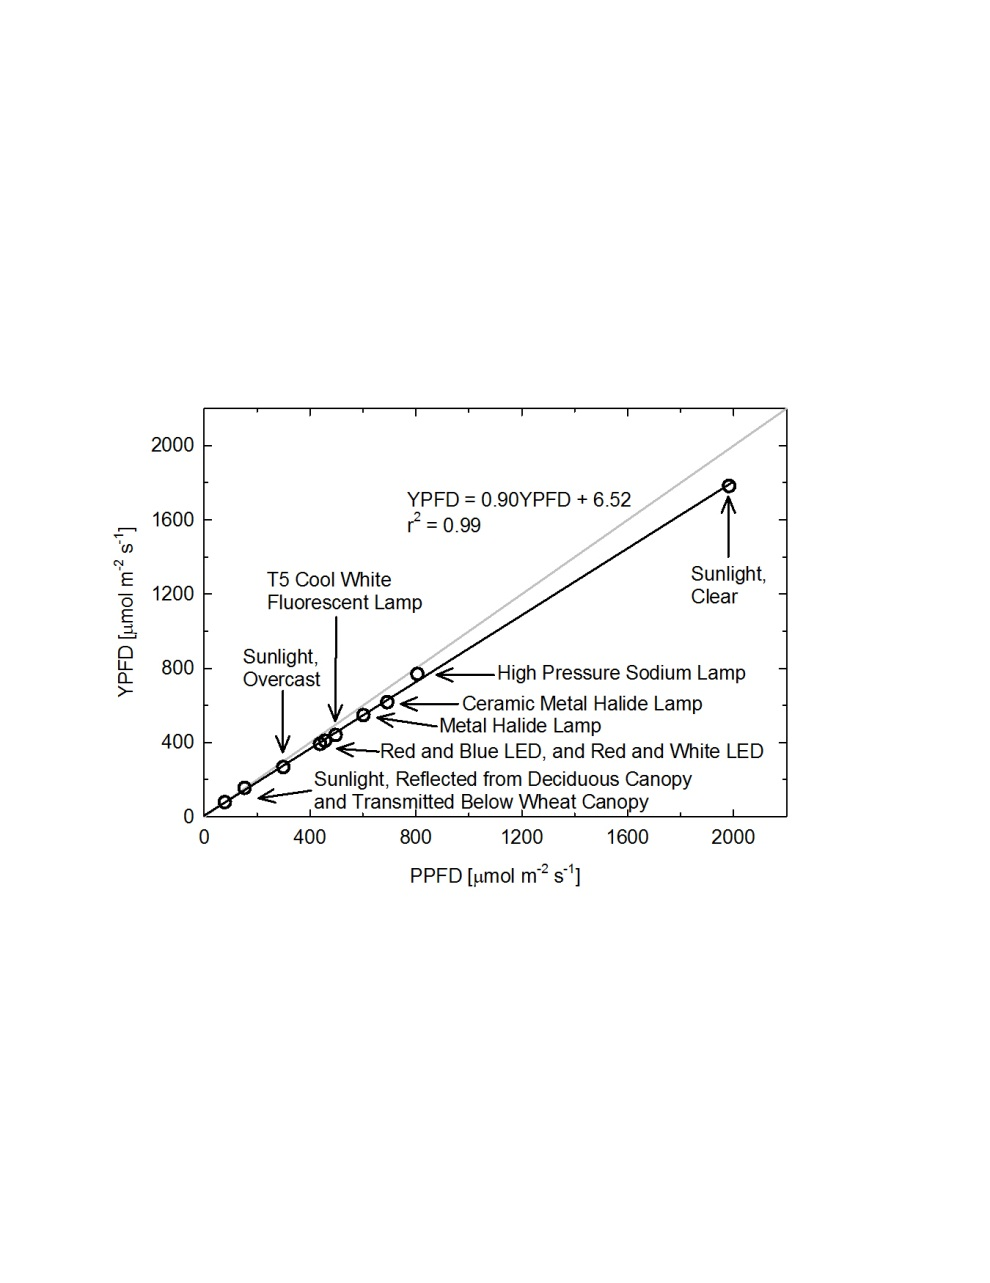 2000
1600
1200
800
400
0
YPFD [μmol m-2 s-1]
YPFD = 0.90YPFD + 6.52
r2 = 0.99
T5 Cool White
Fluorescent Lamp
Sunlight,
Clear
Sunlight,
Overcast
High Pressure Sodium Lamp
Ceramic Metal Halide Lamp
Metal Halide Lamp
Red and Blue LED, and Red and White LED
Sunlight, Reflected from Deciduous Canopy
and Transmitted Below Wheat Canopy
0 400 800 1200 1600 2000
PPFD [μmol m-2 s-1]